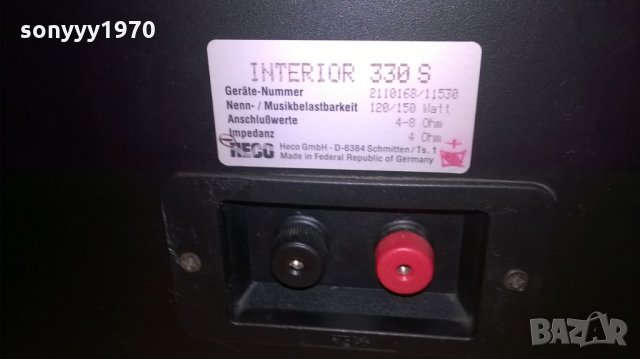 sonyyy1970
INTERIOR 330 S
Geräte-Nummer 2110168/11530
Nenn- / Musikbelastbarkeit 120/150 Watt
Anschlußwerte 4-8 Ohm
Impedanz 4 Ohm
HECO Heco GmbH - D-6384 Schmitten/Ts. 1
Made in Federal Republic of Germany
BAZAR